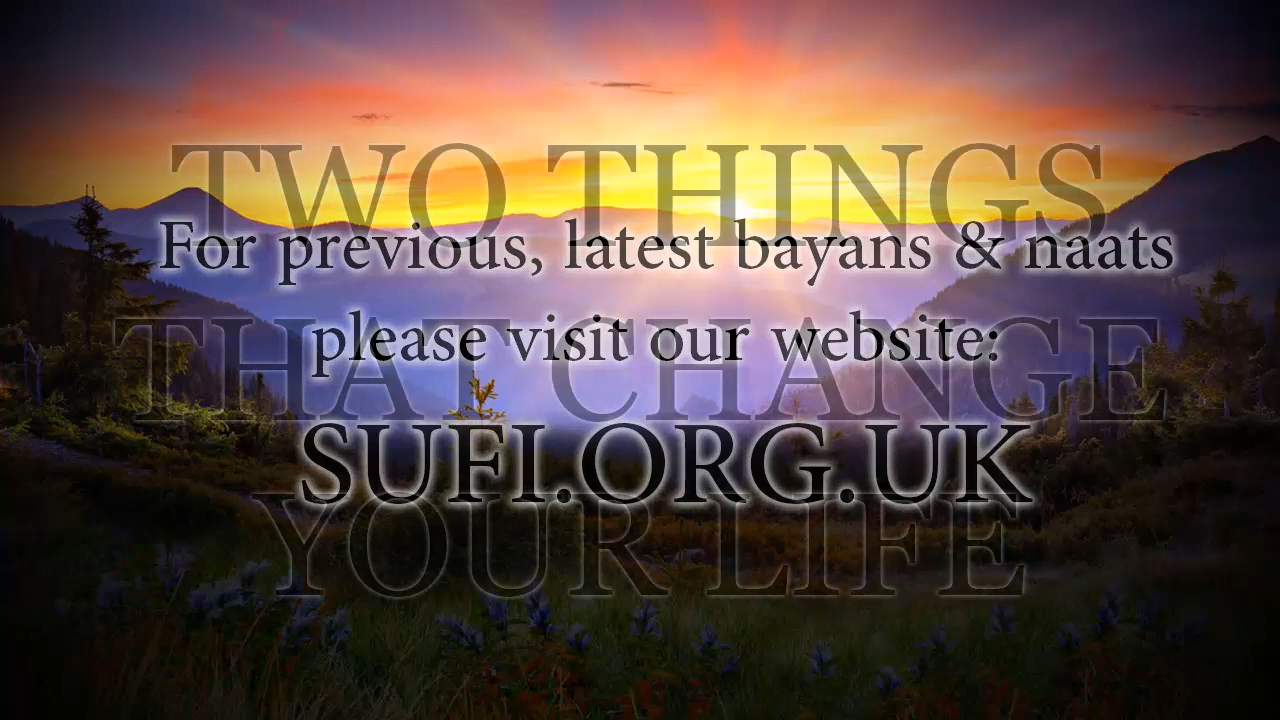 TWO THINGS
For previous, latest bayans & naats
please visit our website:
THAT CHANGE
SUFI.ORG.UK
YOUR LIFE